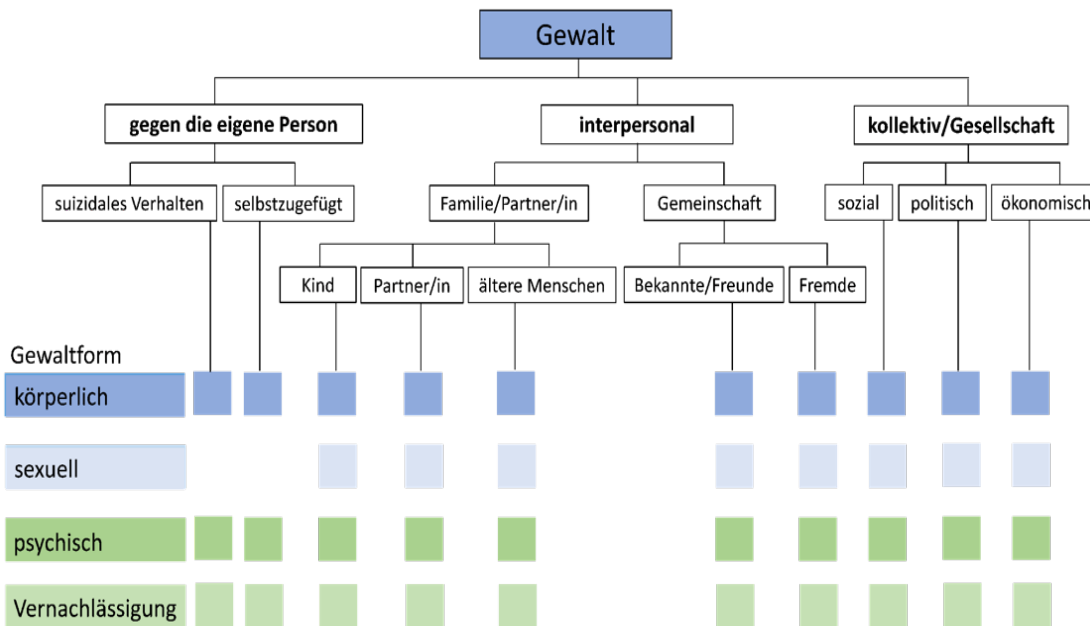 Gewalt
gegen die eigene Person
interpersonal
kollektiv/Gesellschaft
suizidales Verhalten
selbstzugefügt
Familie/Partner/in
Gemeinschaft
sozial
politisch
ökonomisch
Kind
Partner/in
ältere Menschen
Bekannte/Freunde
Fremde
Gewaltform
körperlich
sexuell
psychisch
Vernachlässigung